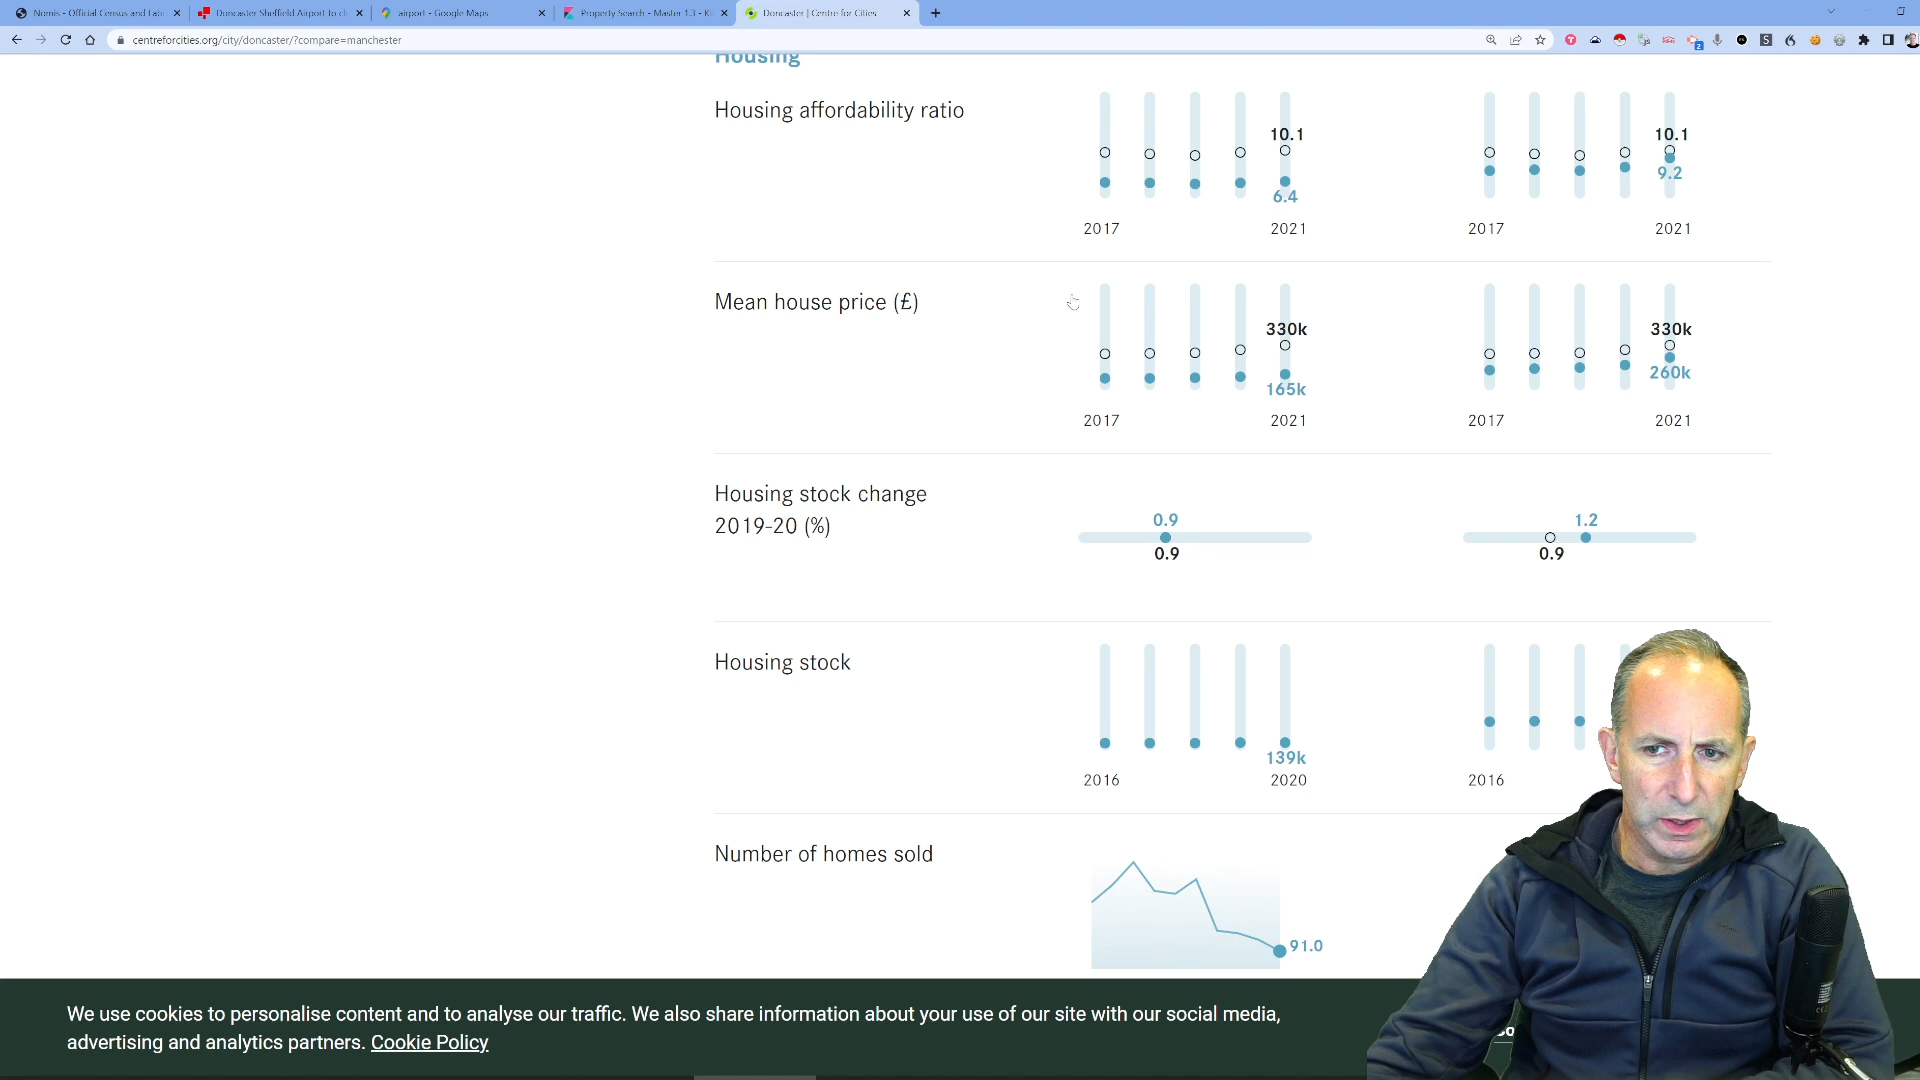 Nomis - Official Census and Lab
Doncaster Sheffield Airport to cl
airport - Google Maps
Property Search - Master 1.3 - Ki
Doncaster | Centre for Cities
centreforcities.org/city/doncaster/?compare=manchester
Housing
Housing affordability ratio
10.1
10.1
6.4
9.2
2017
2021
2017
2021
Mean house price (£)
330k
330k
165k
260k
2017
2021
2017
2021
Housing stock change
2019-20 (%)
0.9
1.2
0.9
0.9
Housing stock
139k
2016
2020
2016
Number of homes sold
91.0
We use cookies to personalise content and to analyse our traffic. We also share information about your use of our site with our social media,
advertising and analytics partners. Cookie Policy